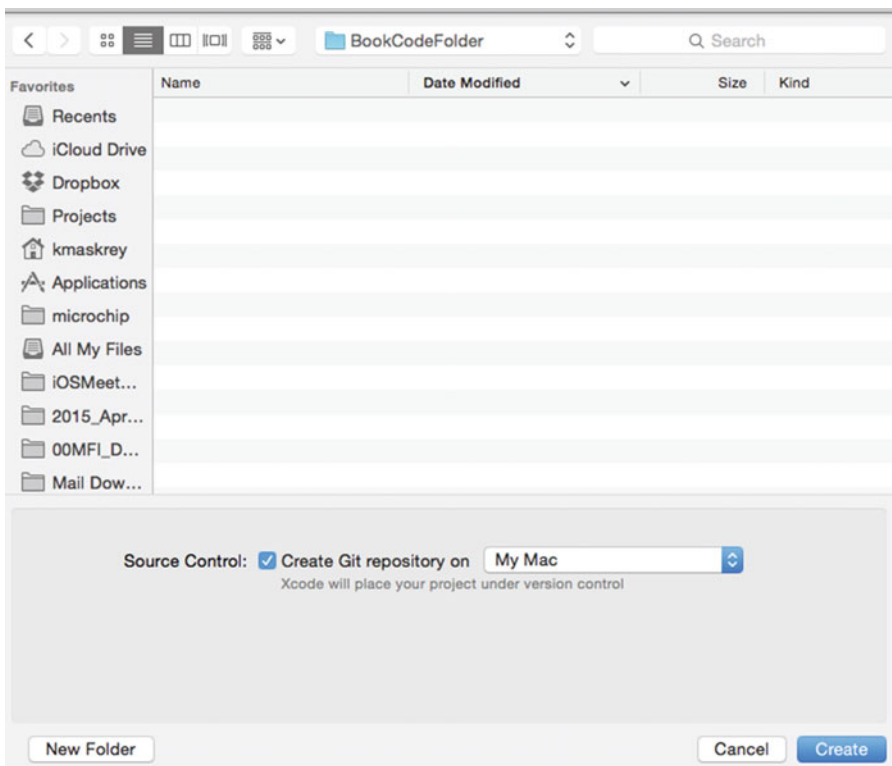 BookCodeFolder
Search
Favorites
Name Date Modified Size Kind
Recents
iCloud Drive
Dropbox
Projects
kmaskrey
Applications
microchip
All My Files
iOSMeet...
2015_Apr...
00MFI_D...
Mail Dow...
Source Control: Create Git repository on My Mac
Xcode will place your project under version control
New Folder Cancel Create